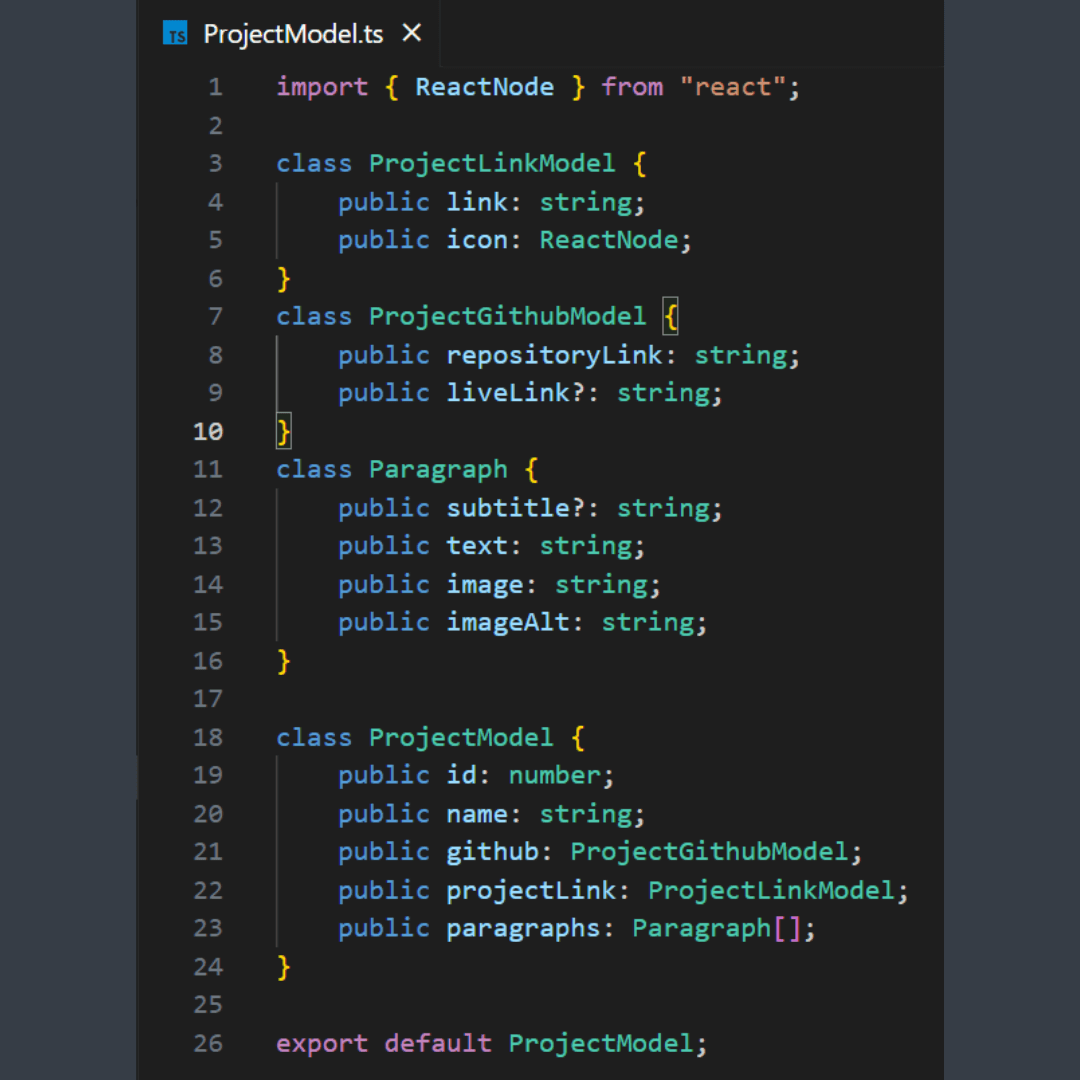 TS ProjectModel.ts ×
1 import { ReactNode } from "react";
2
3 class ProjectLinkModel {
4     public link: string;
5     public icon: ReactNode;
6 }
7 class ProjectGithubModel {
8     public repositoryLink: string;
9     public liveLink?: string;
10 }
11 class Paragraph {
12     public subtitle?: string;
13     public text: string;
14     public image: string;
15     public imageAlt: string;
16 }
17
18 class ProjectModel {
19     public id: number;
20     public name: string;
21     public github: ProjectGithubModel;
22     public projectLink: ProjectLinkModel;
23     public paragraphs: Paragraph[];
24 }
25
26 export default ProjectModel;